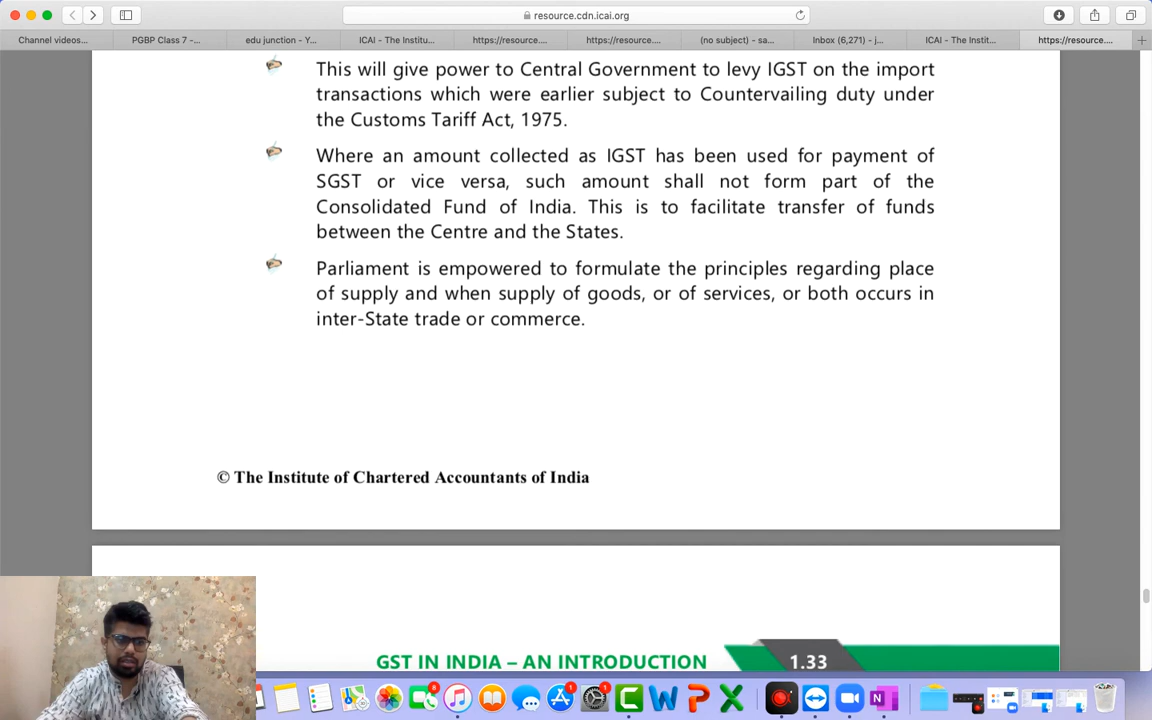 resource.cdn.icai.org
Channel videos...
PGBP Class 7 -...
edu junction - Y...
ICAI - The Institu...
https://resource....
https://resource....
(no subject) - sa...
Inbox (6,271) - j...
ICAI - The Instit...
https://resource....
This will give power to Central Government to levy IGST on the import
transactions which were earlier subject to Countervailing duty under
the Customs Tariff Act, 1975.
Where an amount collected as IGST has been used for payment of
SGST or vice versa, such amount shall not form part of the
Consolidated Fund of India. This is to facilitate transfer of funds
between the Centre and the States.
Parliament is empowered to formulate the principles regarding place
of supply and when supply of goods, or of services, or both occurs in
inter-State trade or commerce.
© The Institute of Chartered Accountants of India
GST IN INDIA – AN INTRODUCTION
1.33